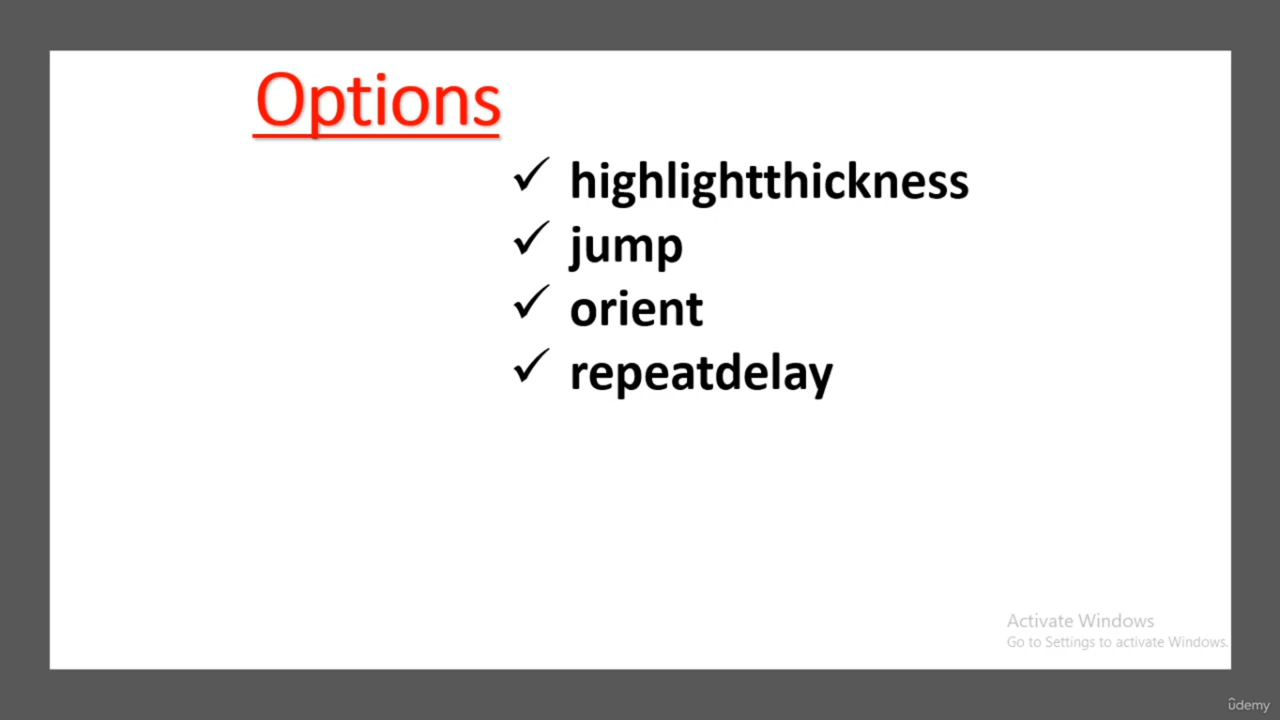 Options
✓ highlightthickness
✓ jump
✓ orient
✓ repeatdelay
Activate Windows
Go to Settings to activate Windows.
ûdemy